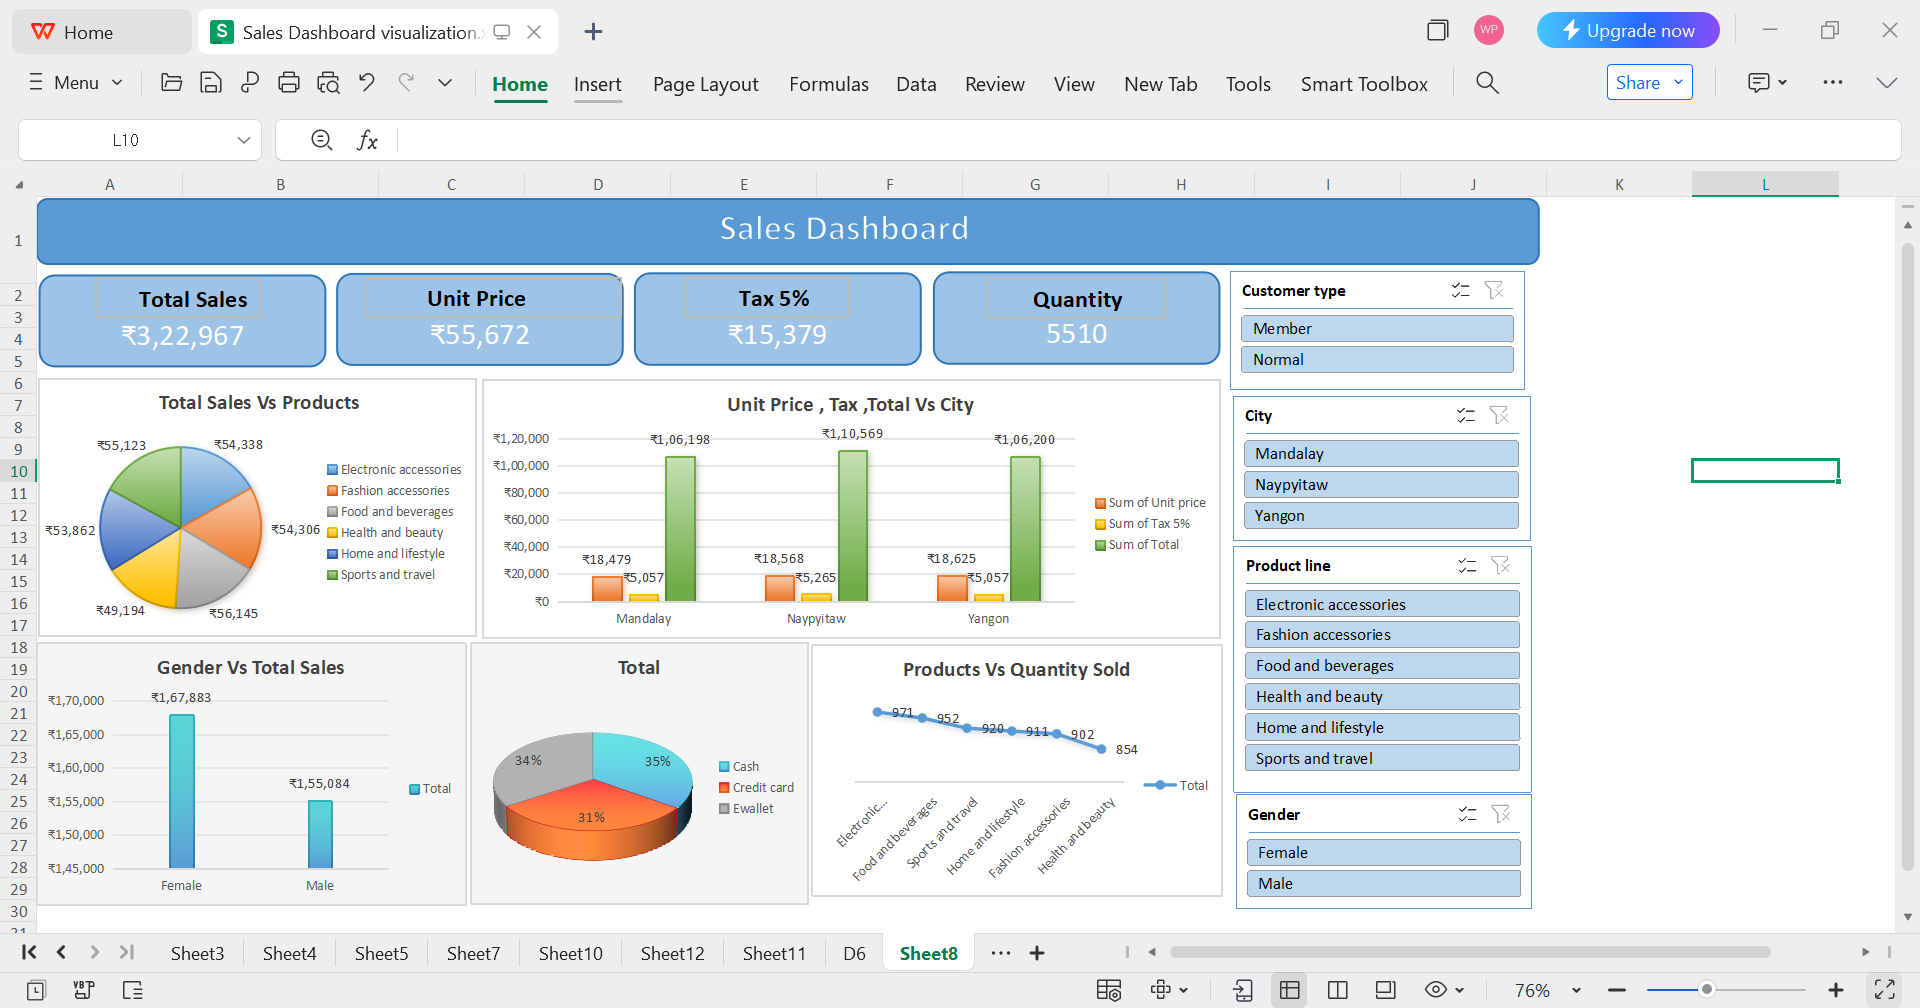 Home
Sales Dashboard visualization.
WP
Upgrade now
Menu
Home
Insert
Page Layout
Formulas
Data
Review
View
New Tab
Tools
Smart Toolbox
Share
L10
fx
A B C D E F G H I J K L
Sales Dashboard
Total Sales
₹3,22,967
Unit Price
₹55,672
Tax 5%
₹15,379
Quantity
5510
Customer type
Member
Normal
City
Mandalay
Naypyitaw
Yangon
Product line
Electronic accessories
Fashion accessories
Food and beverages
Health and beauty
Home and lifestyle
Sports and travel
Gender
Female
Male
Total Sales Vs Products
₹55,123
₹54,338
₹53,862
₹54,306
₹49,194
₹56,145
Electronic accessories
Fashion accessories
Food and beverages
Health and beauty
Home and lifestyle
Sports and travel
Unit Price , Tax ,Total Vs City
₹1,20,000
₹1,00,000
₹80,000
₹60,000
₹40,000
₹20,000
₹0
₹1,06,198
₹1,10,569
₹1,06,200
₹18,479
₹5,057
₹18,568
₹5,265
₹18,625
₹5,057
Mandalay
Naypyitaw
Yangon
Sum of Unit price
Sum of Tax 5%
Sum of Total
Gender Vs Total Sales
₹1,70,000
₹1,65,000
₹1,60,000
₹1,55,000
₹1,50,000
₹1,45,000
₹1,67,883
₹1,55,084
Female
Male
Total
Total
34%
35%
31%
Cash
Credit card
Ewallet
Products Vs Quantity Sold
971
952
920
911
902
854
Electronic...
Food and beverages
Sports and travel
Home and lifestyle
Fashion accessories
Health and beauty
Total
1
2
3
4
5
6
7
8
9
10
11
12
13
14
15
16
17
18
19
20
21
22
23
24
25
26
27
28
29
30
31
Sheet3
Sheet4
Sheet5
Sheet7
Sheet10
Sheet12
Sheet11
D6
Sheet8
76%